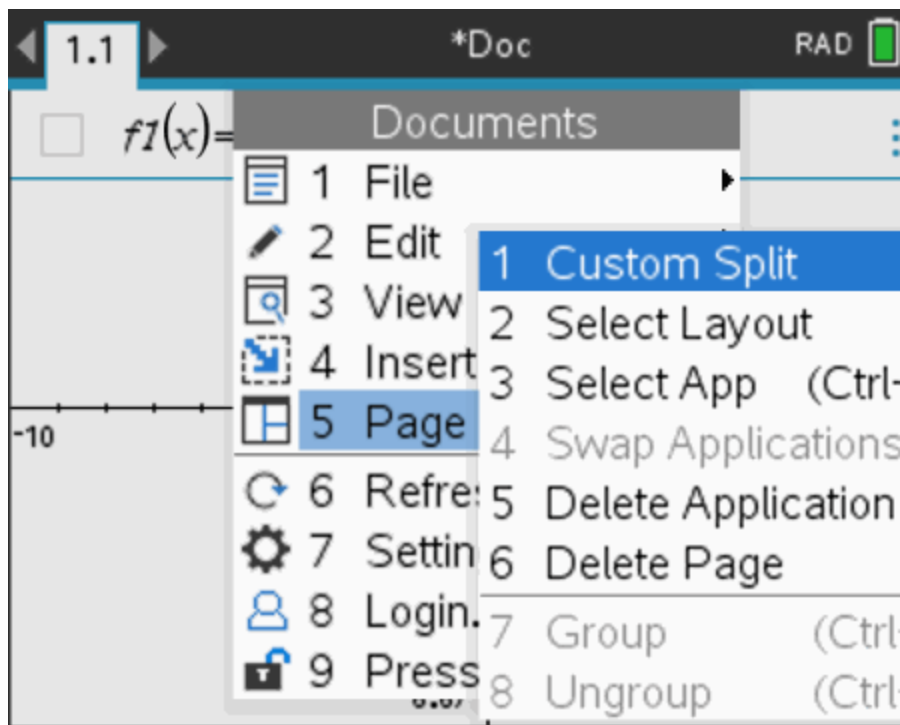 1.1 *Doc RAD
f1(x)=
Documents
1 File
2 Edit
3 View
4 Insert
5 Page
6 Refre
7 Settin
8 Login.
9 Press
1 Custom Split
2 Select Layout
3 Select App (Ctrl-
4 Swap Applications
5 Delete Application
6 Delete Page
7 Group (Ctrl-
8 Ungroup (Ctrl-
-10